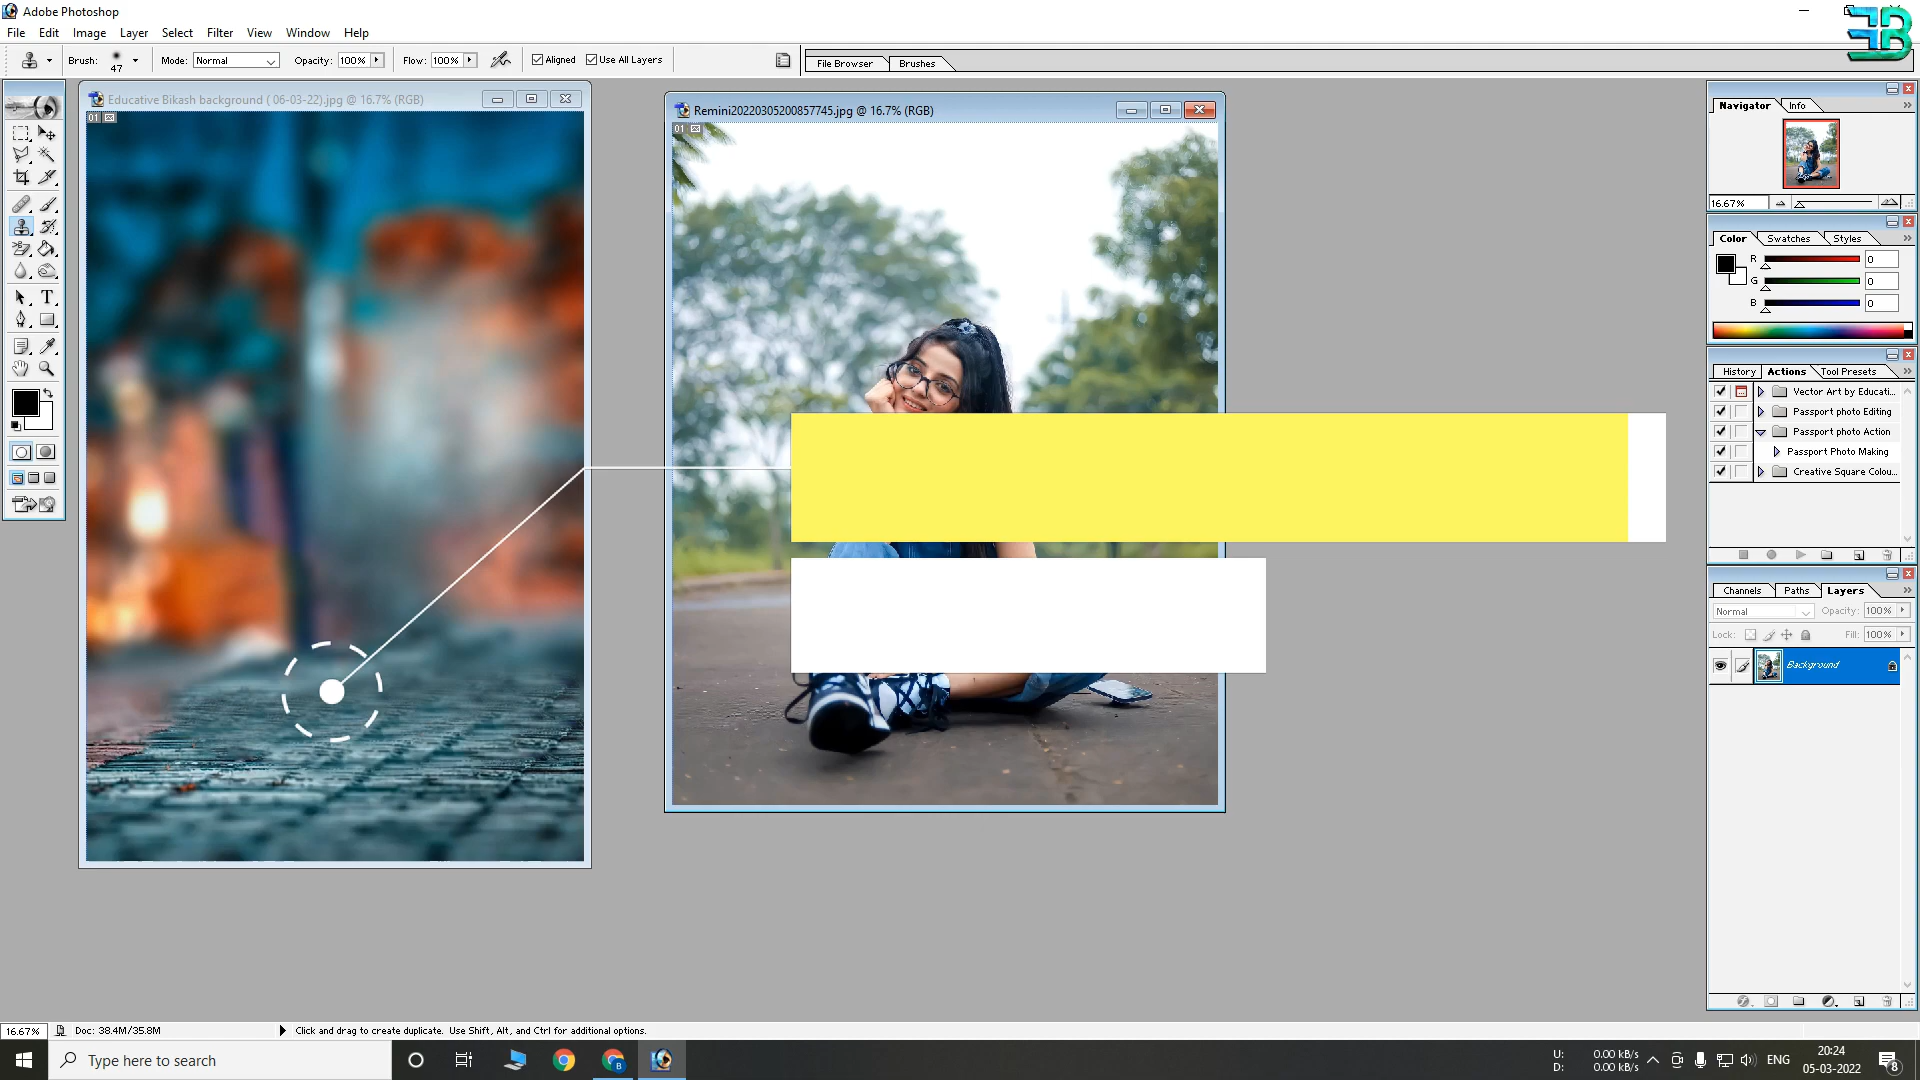 Adobe Photoshop
File Edit Image Layer Select Filter View Window Help
Brush: 47 Mode: Normal Opacity: 100% Flow: 100% Aligned Use All Layers File Browser Brushes
Educative Bikash background ( 06-03-22).jpg @ 16.7% (RGB)
01
Remini20220305200857745.jpg @ 16.7% (RGB)
01
Navigator Info
16.67%
Color Swatches Styles
R 0
G 0
B 0
History Actions Tool Presets
Vector Art by Educati...
Passport photo Editing
Passport photo Action
Passport Photo Making
Creative Square Colou...
Channels Paths Layers
Normal Opacity: 100%
Lock: Fill: 100%
Background
16.67% Doc: 38.4M/35.8M Click and drag to create duplicate. Use Shift, Alt, and Ctrl for additional options.
Type here to search
U: 0.00 kB/s
D: 0.00 kB/s
ENG
20:24
05-03-2022
8